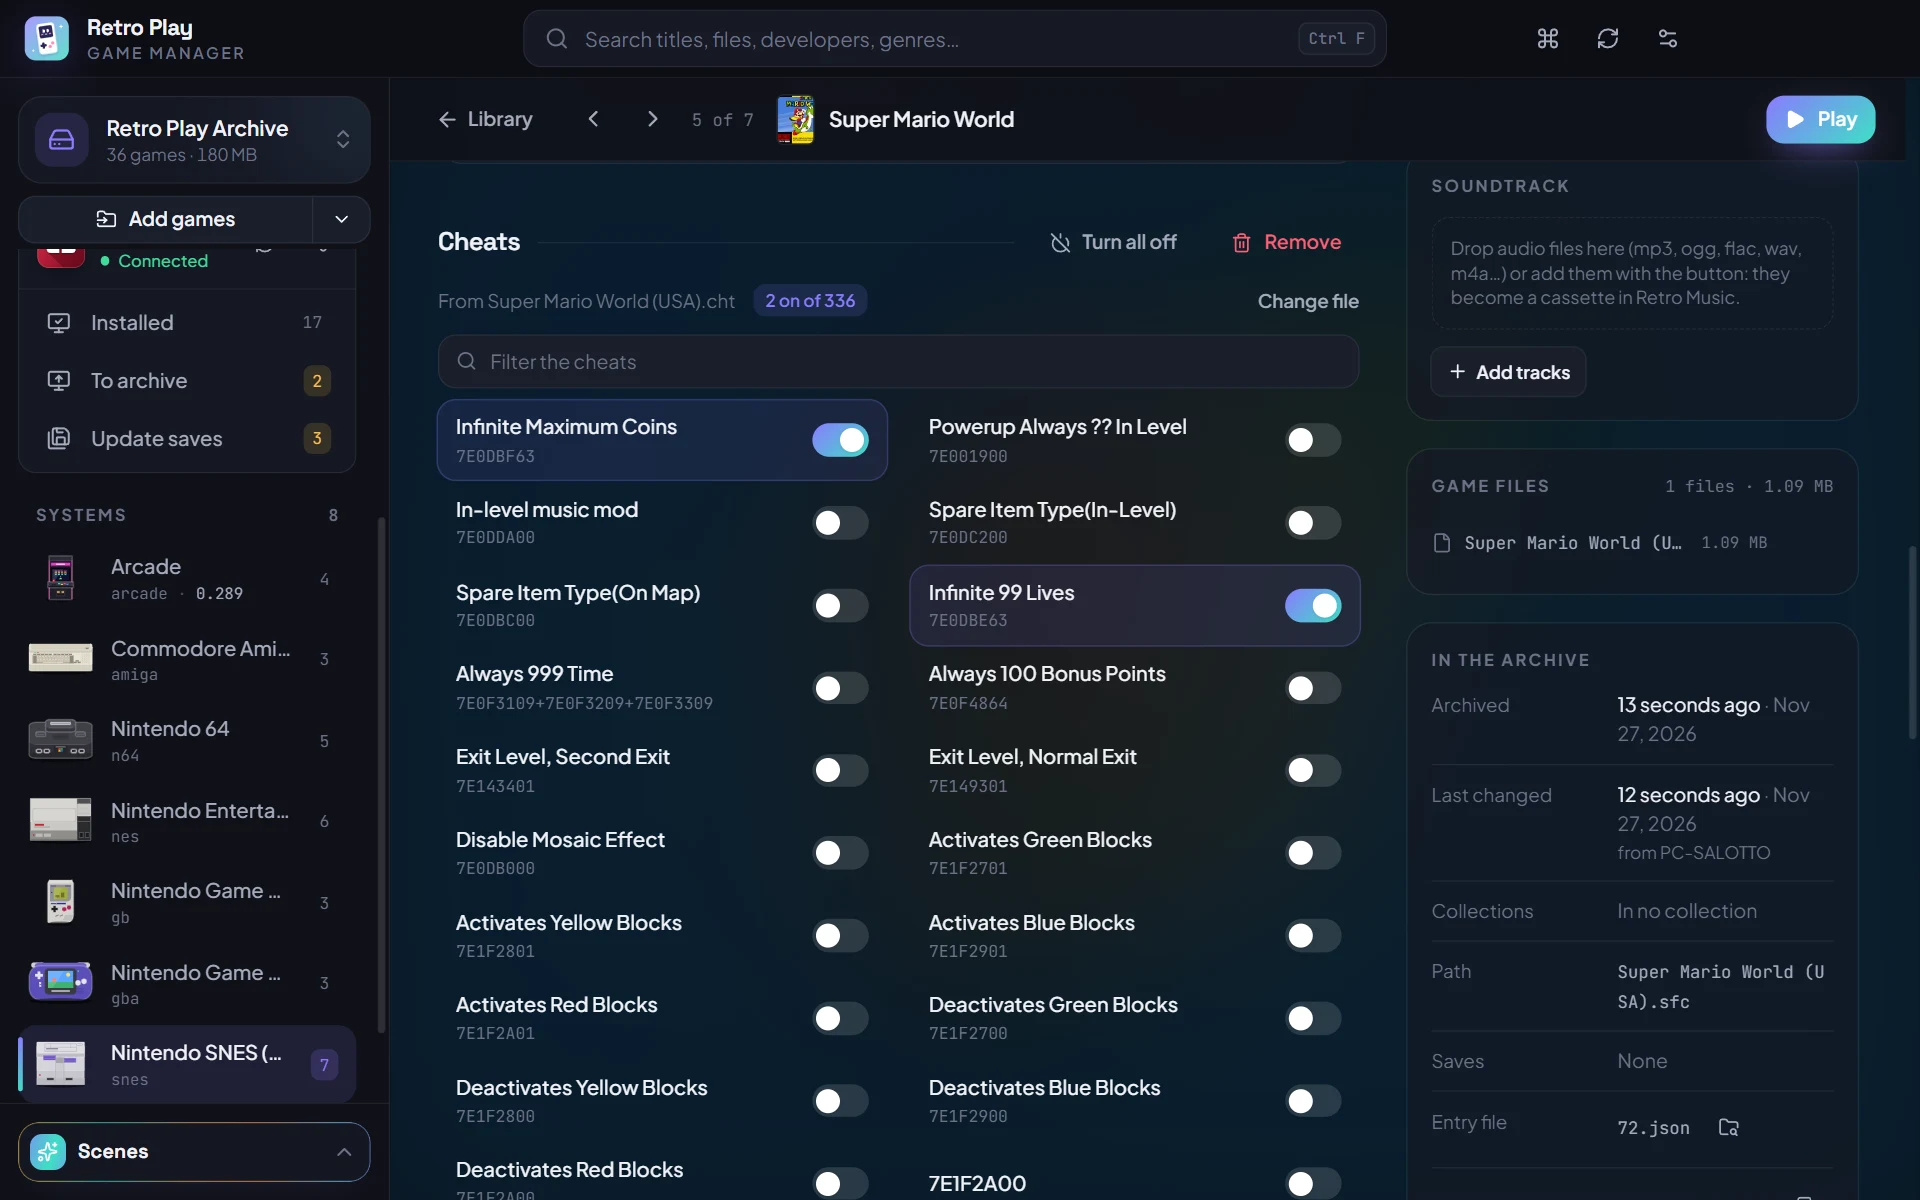 Retro Play
GAME MANAGER
Search titles, files, developers, genres…
Ctrl F
Retro Play Archive
36 games · 180 MB
Add games
Connected
Installed 17
To archive 2
Update saves 3
SYSTEMS 8
Arcade
arcade · 0.289
4
Commodore Ami…
amiga
3
Nintendo 64
n64
5
Nintendo Enterta…
nes
6
Nintendo Game …
gb
3
Nintendo Game …
gba
3
Nintendo SNES (…
snes
7
Scenes
Library
5 of 7
Super Mario World
Play
Cheats
Turn all off
Remove
From Super Mario World (USA).cht
2 on of 336
Change file
Filter the cheats
Infinite Maximum Coins
7E0DBF63
Powerup Always ?? In Level
7E001900
In-level music mod
7E0DDA00
Spare Item Type(In-Level)
7E0DC200
Spare Item Type(On Map)
7E0DBC00
Infinite 99 Lives
7E0DBE63
Always 999 Time
7E0F3109+7E0F3209+7E0F3309
Always 100 Bonus Points
7E0F4864
Exit Level, Second Exit
7E143401
Exit Level, Normal Exit
7E149301
Disable Mosaic Effect
7E0DB000
Activates Green Blocks
7E1F2701
Activates Yellow Blocks
7E1F2801
Activates Blue Blocks
7E1F2901
Activates Red Blocks
7E1F2A01
Deactivates Green Blocks
7E1F2700
Deactivates Yellow Blocks
7E1F2800
Deactivates Blue Blocks
7E1F2900
Deactivates Red Blocks
7E1F2A00
7E1F2A00
SOUNDTRACK
Drop audio files here (mp3, ogg, flac, wav,
m4a…) or add them with the button: they
become a cassette in Retro Music.
Add tracks
GAME FILES
1 files · 1.09 MB
Super Mario World (U…
1.09 MB
IN THE ARCHIVE
Archived
13 seconds ago · Nov
27, 2026
Last changed
12 seconds ago · Nov
27, 2026
from PC-SALOTTO
Collections
In no collection
Path
Super Mario World (U
SA).sfc
Saves
None
Entry file
72.json